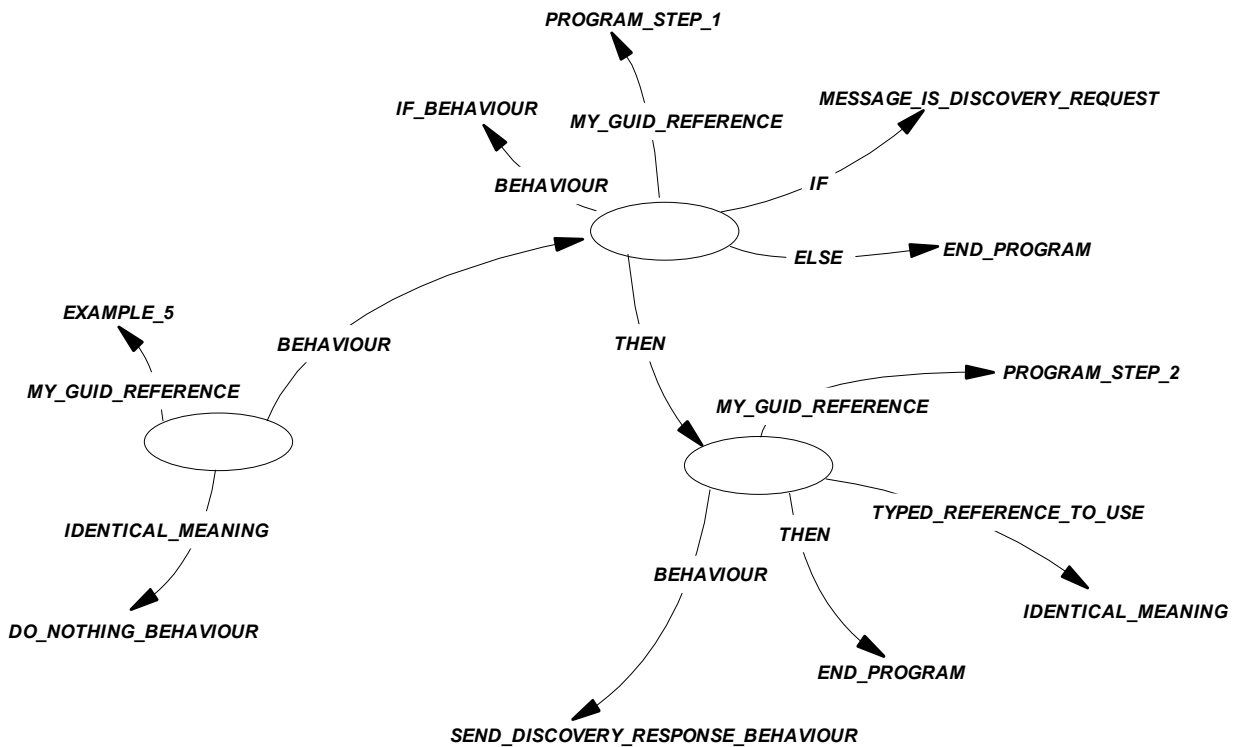 PROGRAM_STEP_1
MESSAGE_IS_DISCOVERY_REQUEST
IF_BEHAVIOUR
MY_GUID_REFERENCE
BEHAVIOUR
IF
ELSE
END_PROGRAM
EXAMPLE_5
BEHAVIOUR
THEN
MY_GUID_REFERENCE
PROGRAM_STEP_2
MY_GUID_REFERENCE
IDENTICAL_MEANING
TYPED_REFERENCE_TO_USE
THEN
BEHAVIOUR
IDENTICAL_MEANING
DO_NOTHING_BEHAVIOUR
END_PROGRAM
SEND_DISCOVERY_RESPONSE_BEHAVIOUR